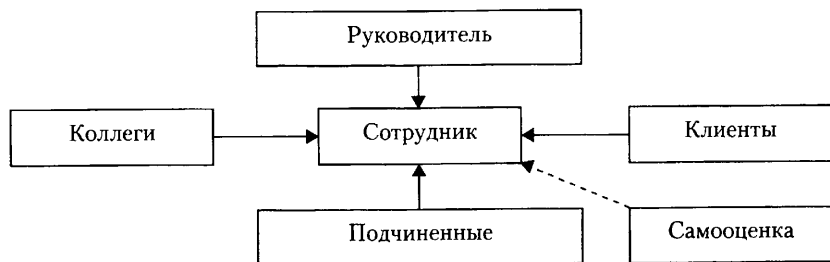 Руководитель
Коллеги
Сотрудник
Клиенты
Подчиненные
Самооценка